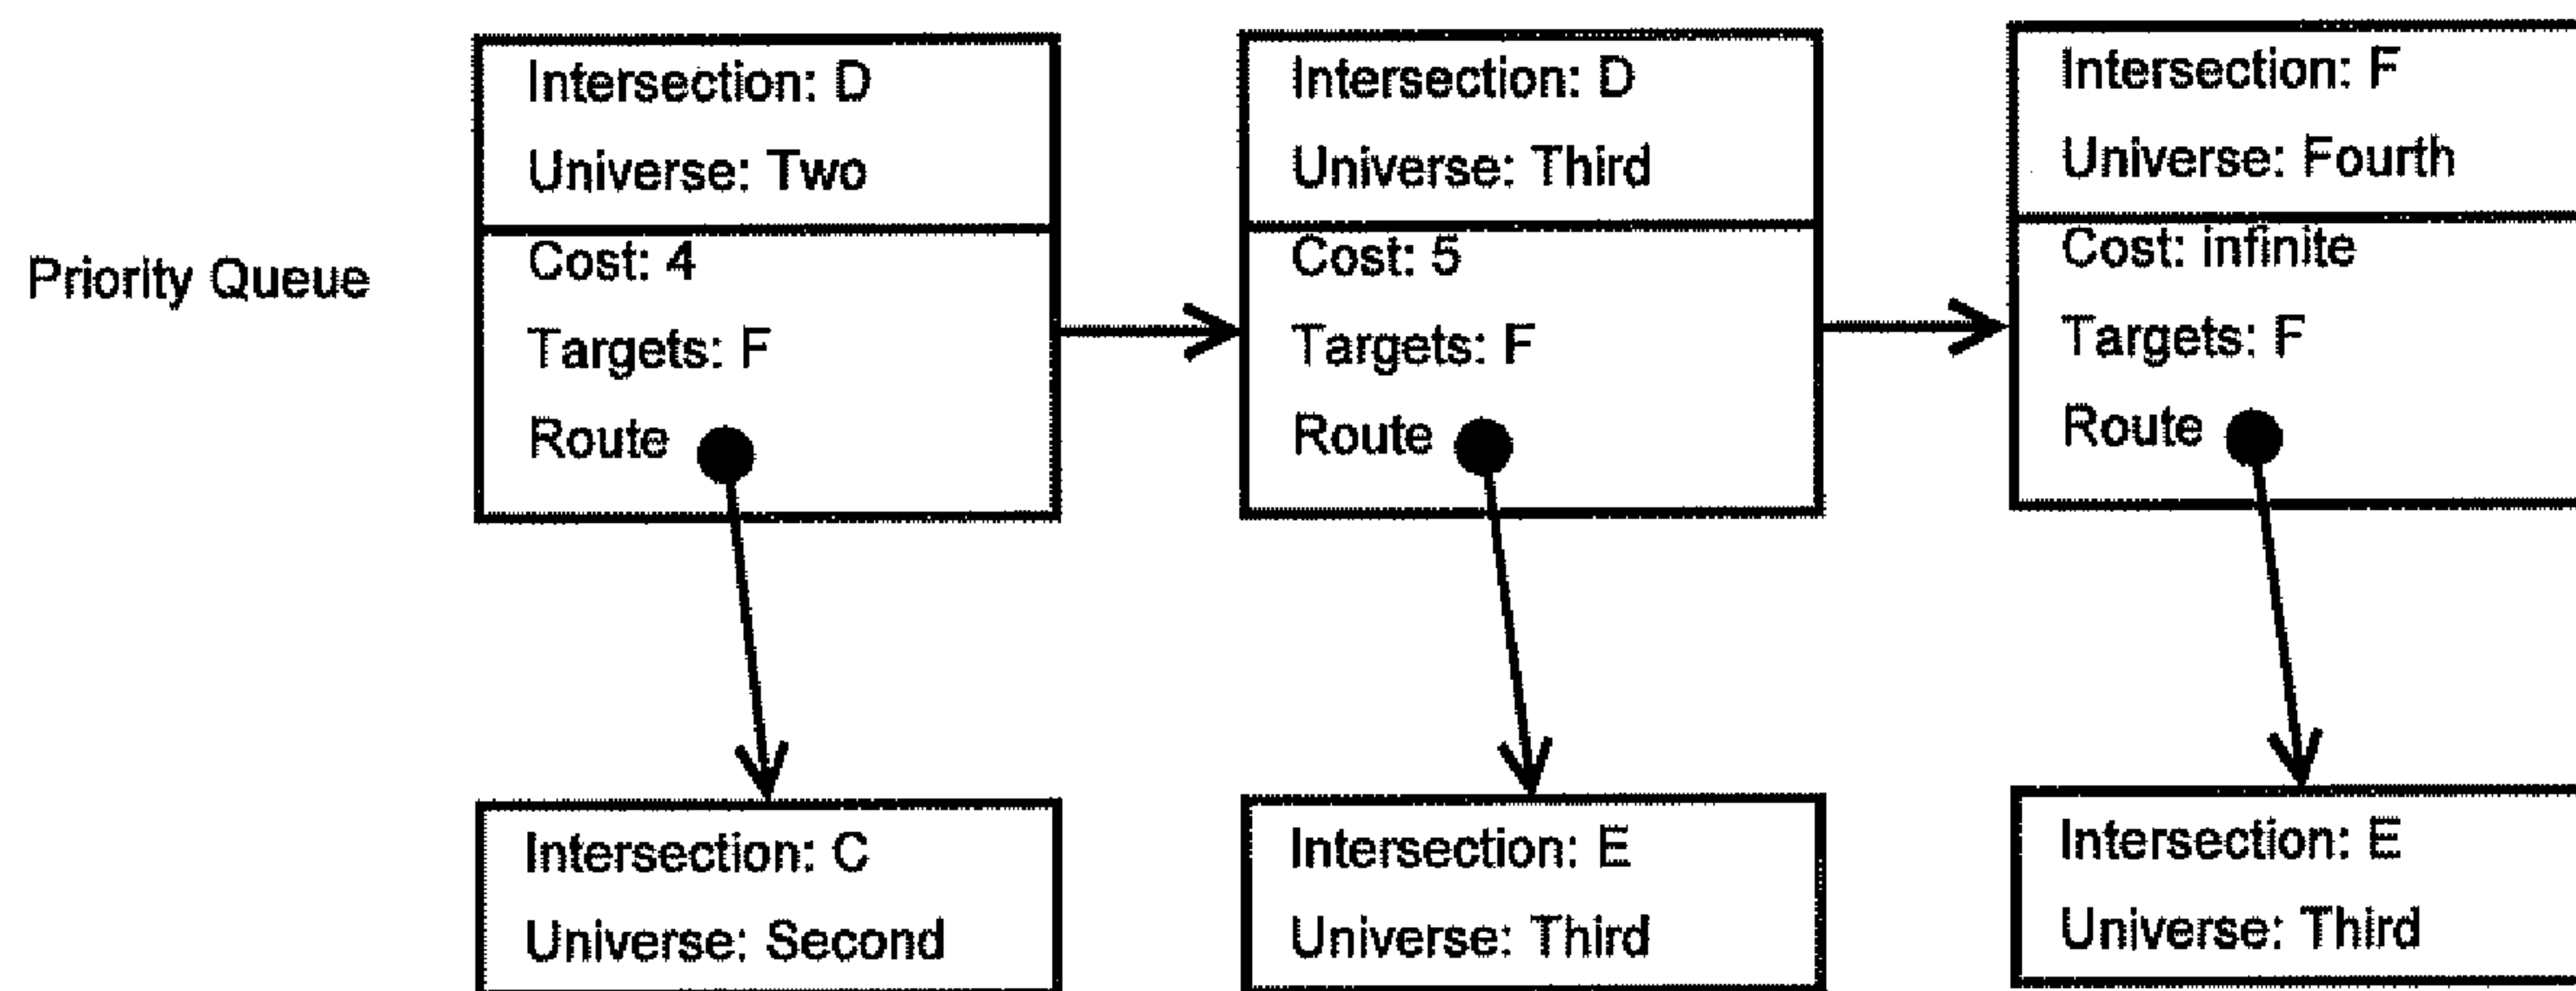 Priority Queue
Intersection: D
Universe: Two
Cost: 4
Targets: F
Route
Intersection: D
Universe: Third
Cost: 5
Targets: F
Route
Intersection: F
Universe: Fourth
Cost: infinite
Targets: F
Route
Intersection: C
Universe: Second
Intersection: E
Universe: Third
Intersection: E
Universe: Third